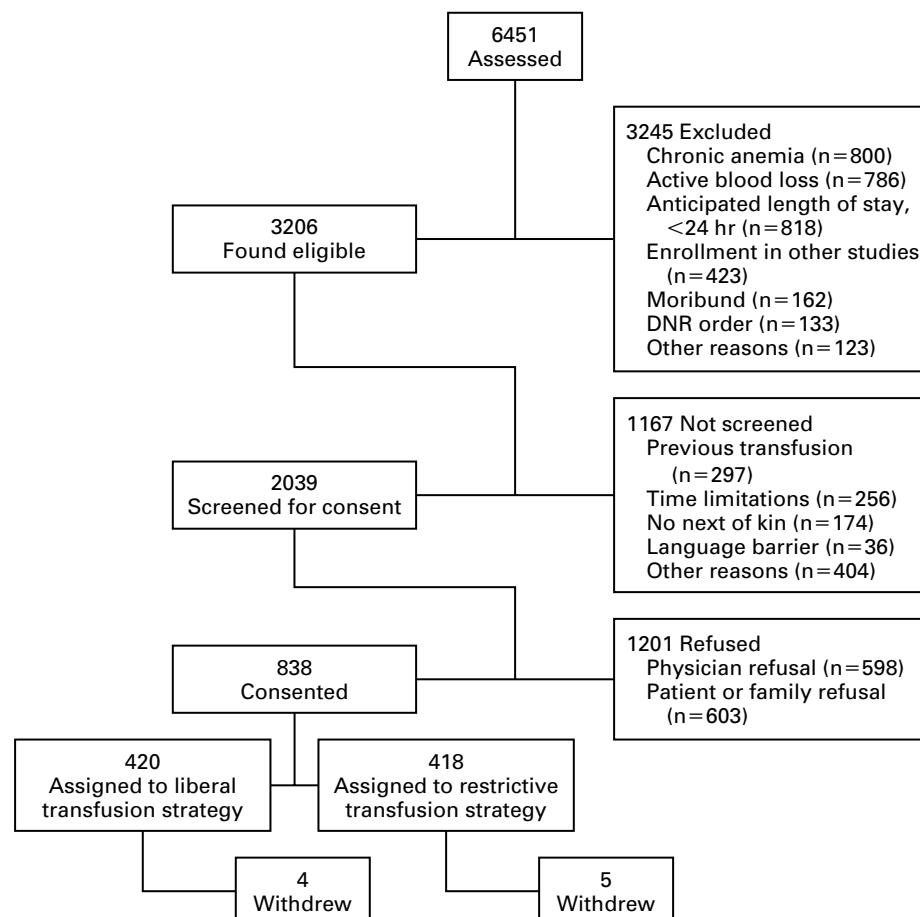 6451
Assessed
3245 Excluded
Chronic anemia (n=800)
Active blood loss (n=786)
Anticipated length of stay,
<24 hr (n=818)
Enrollment in other studies
(n=423)
Moribund (n=162)
DNR order (n=133)
Other reasons (n=123)
3206
Found eligible
1167 Not screened
Previous transfusion
(n=297)
Time limitations (n=256)
No next of kin (n=174)
Language barrier (n=36)
Other reasons (n=404)
2039
Screened for consent
1201 Refused
Physician refusal (n=598)
Patient or family refusal
(n=603)
838
Consented
420
Assigned to liberal
transfusion strategy
418
Assigned to restrictive
transfusion strategy
4
Withdrew
5
Withdrew